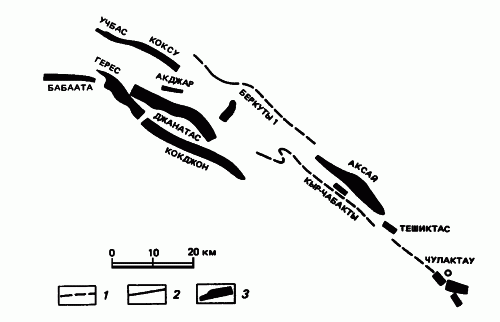 УЧБАС
КОКСУ
ГЕРЕС
АКДЖАР
БАБААТА
БЕРКУТЫ 1
ДЖАНАТАС
КОКДЖОН
АКСАЙ
КЫР-ЧАБАКТЫ
ТЕШИКТАС
ЧУЛАКТАУ
0 10 20 КМ
1 2 3